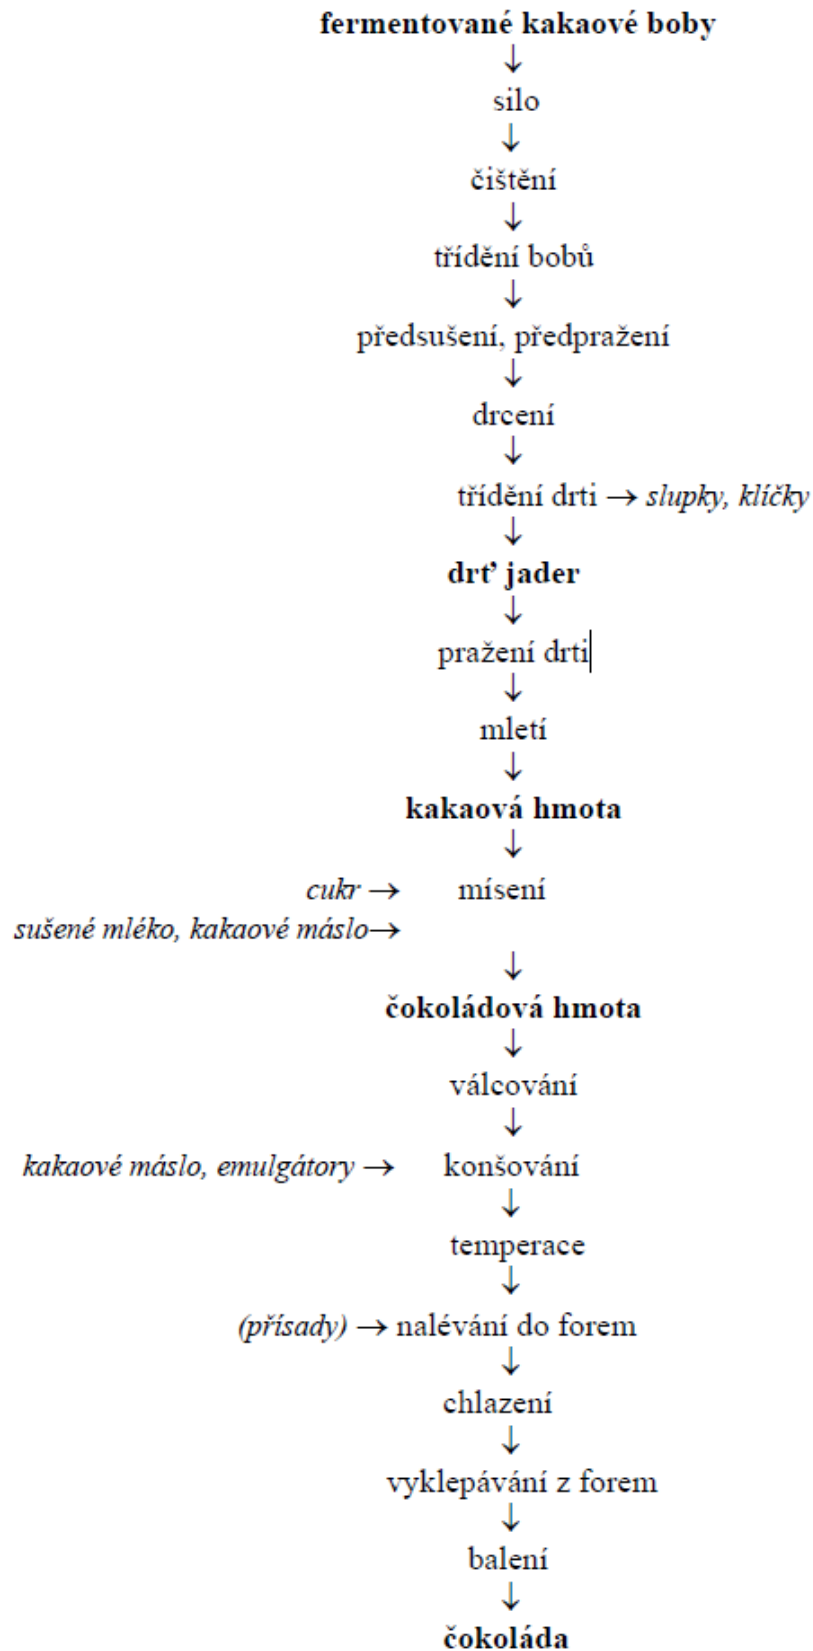 fermentované kakaové boby
↓
silo
↓
čištění
↓
třídění bobů
↓
předsušení, předpražení
↓
drcení
↓
třídění drti → slupky, klíčky
↓
drť jader
↓
pražení drti
↓
mletí
↓
kakaová hmota
↓
cukr → mísení
sušené mléko, kakaové máslo→
↓
čokoládová hmota
↓
válcování
↓
kakaové máslo, emulgátory → konšování
↓
temperace
↓
(přísady) → nalévání do forem
↓
chlazení
↓
vyklepávání z forem
↓
balení
↓
čokoláda